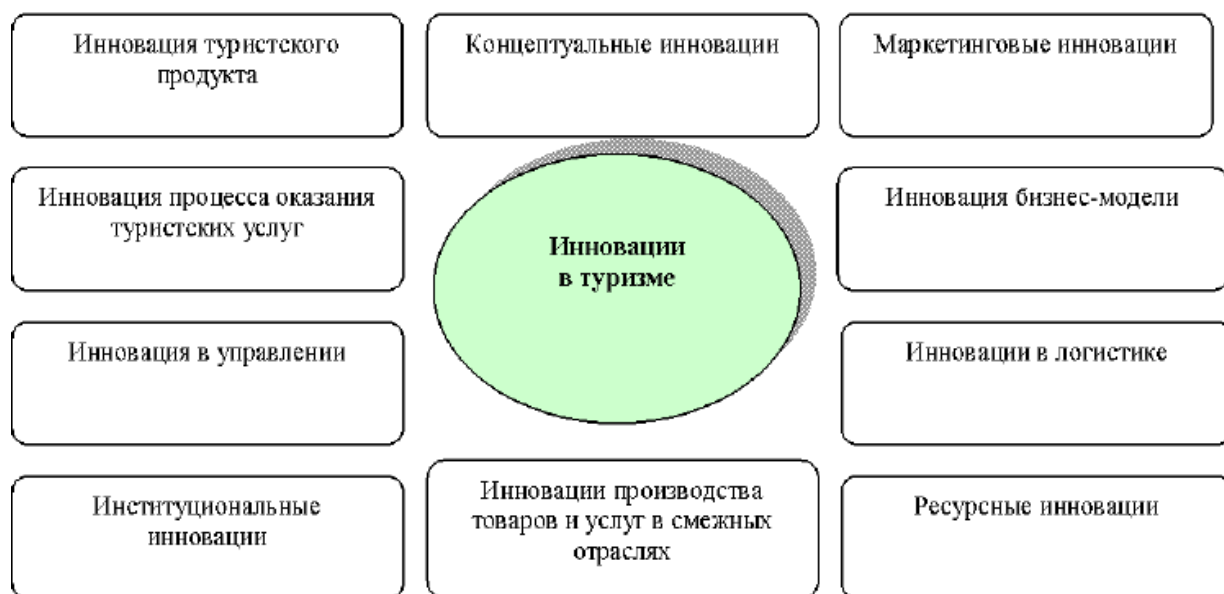 Инновация туристского
продукта
Концептуальные инновации
Маркетинговые инновации
Инновация процесса оказания
туристских услуг
Инновации
в туризме
Инновация бизнес-модели
Инновация в управлении
Инновации в логистике
Институциональные
инновации
Инновации производства
товаров и услуг в смежных
отраслях
Ресурсные инновации